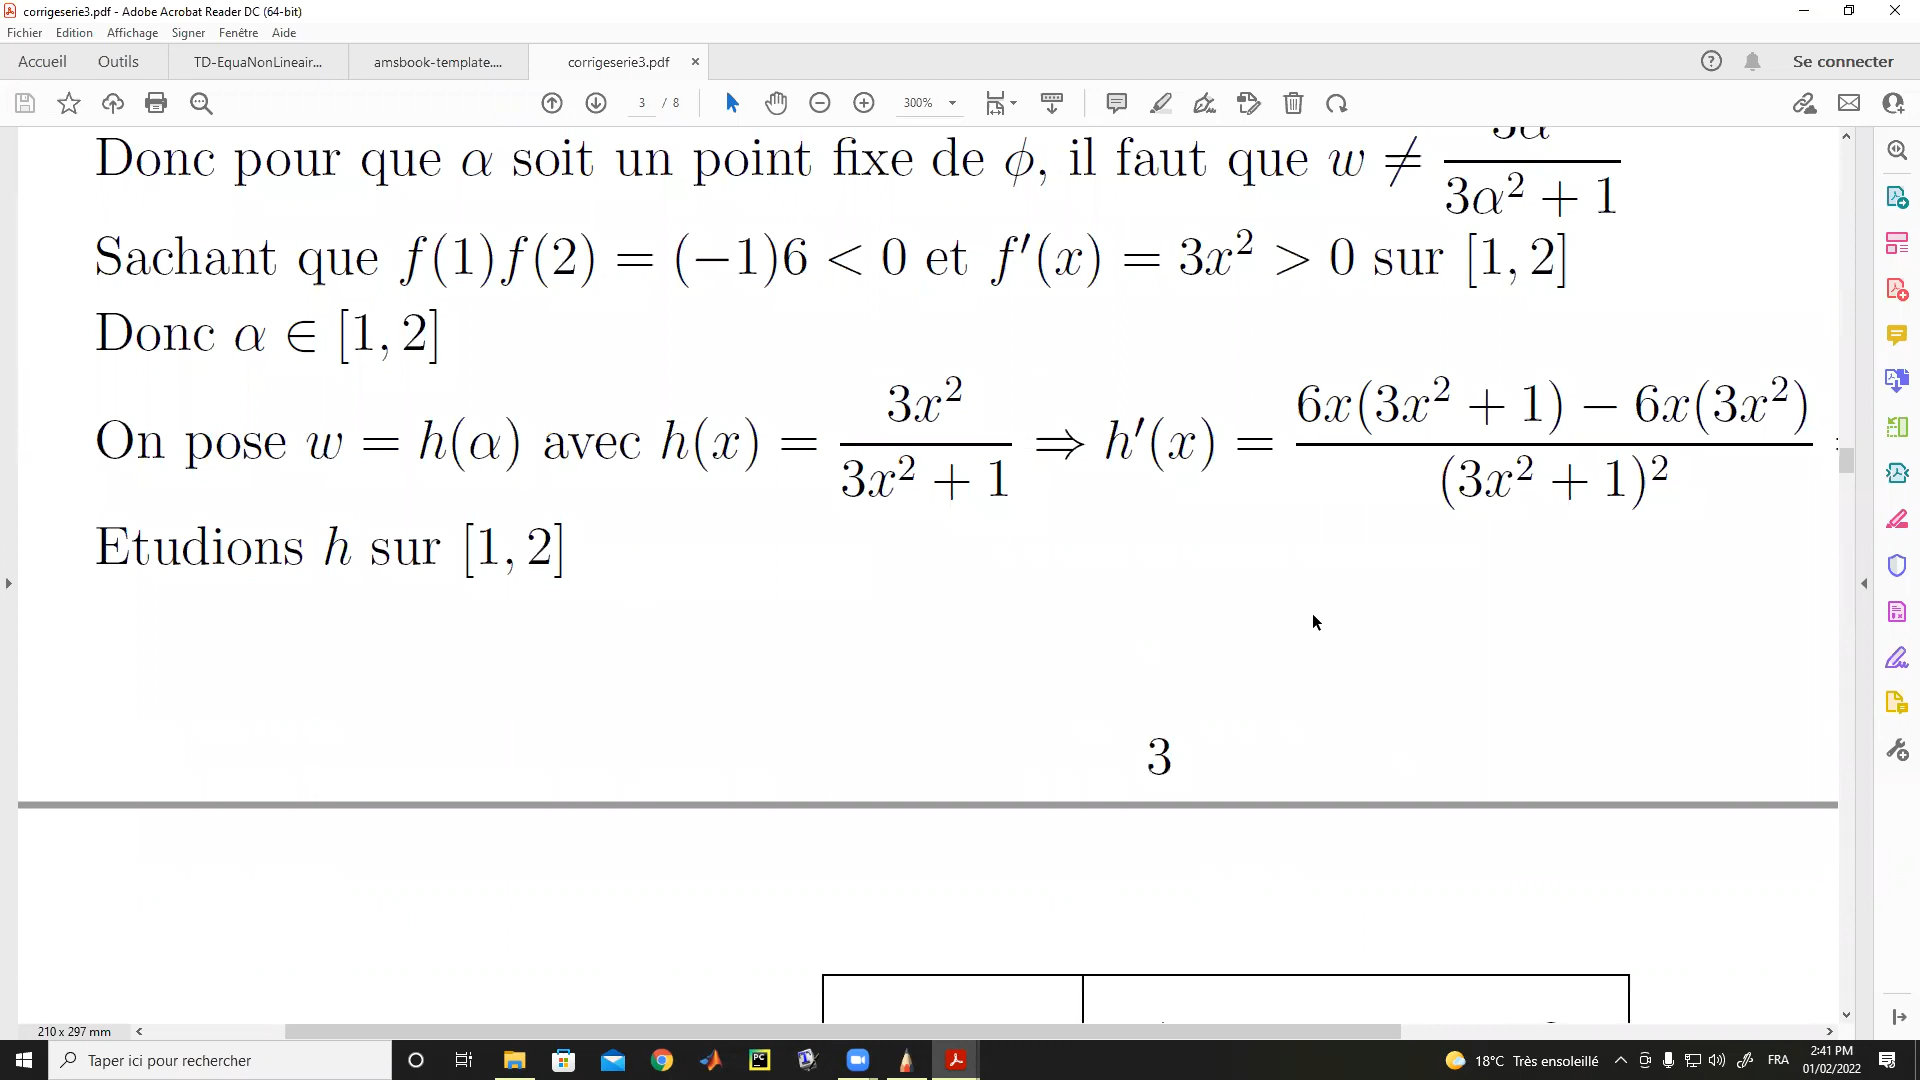 corrigeserie3.pdf - Adobe Acrobat Reader DC (64-bit)
Fichier Edition Affichage Signer Fenêtre Aide
Accueil Outils TD-EquaNonLineair... amsbook-template.... corrigeserie3.pdf × Se connecter
3 / 8 300%
Donc pour que α soit un point fixe de ϕ, il faut que w ≠ / 3α² + 1
Sachant que f(1)f(2) = (−1)6 < 0 et f′(x) = 3x² > 0 sur [1, 2]
Donc α ∈ [1, 2]
On pose w = h(α) avec h(x) = 3x² / (3x² + 1) ⇒ h′(x) = 6x(3x² + 1) − 6x(3x²) / (3x² + 1)²
Etudions h sur [1, 2]
3
210 x 297 mm
Taper ici pour rechercher
PC
18°C Très ensoleillé FRA 2:41 PM
01/02/2022